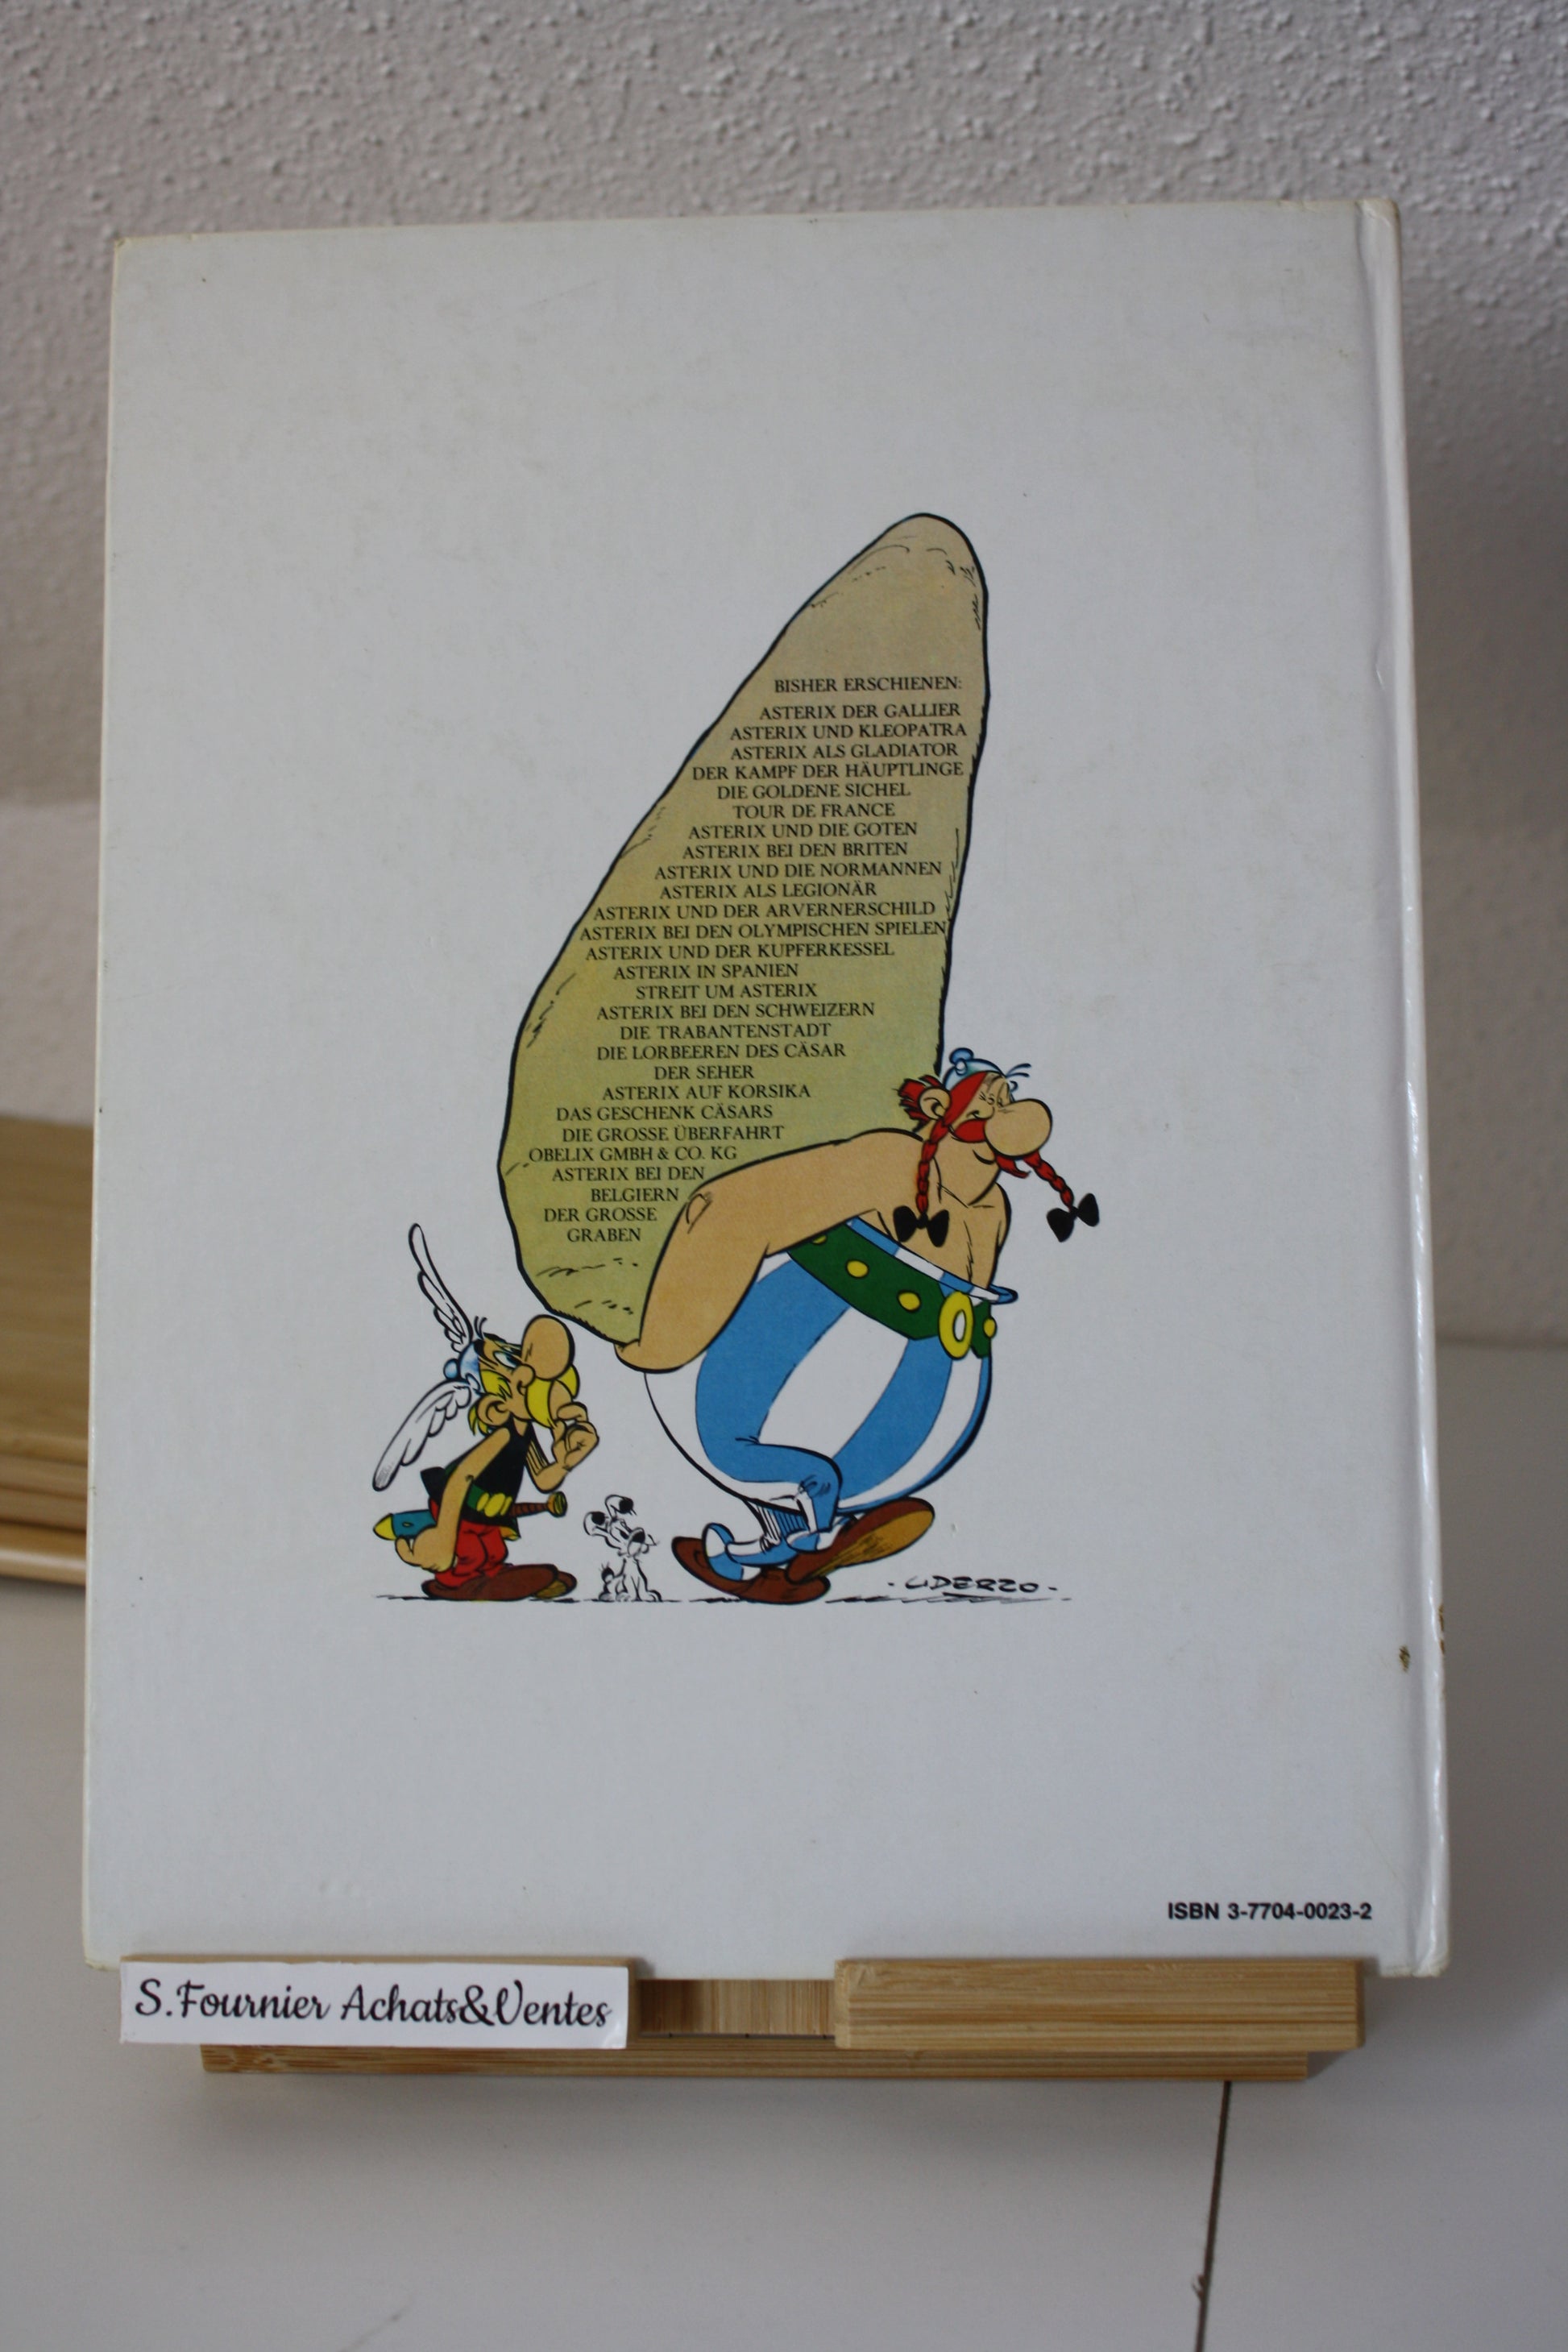 BISHER ERSCHIENEN:
ASTERIX DER GALLIER
ASTERIX UND KLEOPATRA
ASTERIX ALS GLADIATOR
DER KAMPF DER HÄUPTLINGE
DIE GOLDENE SICHEL
TOUR DE FRANCE
ASTERIX UND DIE GOTEN
ASTERIX BEI DEN BRITEN
ASTERIX UND DIE NORMANNEN
ASTERIX ALS LEGIONÄR
ASTERIX UND DER ARVERNERSCHILD
ASTERIX BEI DEN OLYMPISCHEN SPIELEN
ASTERIX UND DER KUPFERKESSEL
ASTERIX IN SPANIEN
STREIT UM ASTERIX
ASTERIX BEI DEN SCHWEIZERN
DIE TRABANTENSTADT
DIE LORBEEREN DES CÄSAR
DER SEHER
ASTERIX AUF KORSIKA
DAS GESCHENK CÄSARS
DIE GROSSE ÜBERFAHRT
OBELIX GMBH & CO. KG
ASTERIX BEI DEN
BELGIERN
DER GROSSE
GRABEN
- UDERZO -
ISBN 3-7704-0023-2
S.Fournier Achats&Ventes